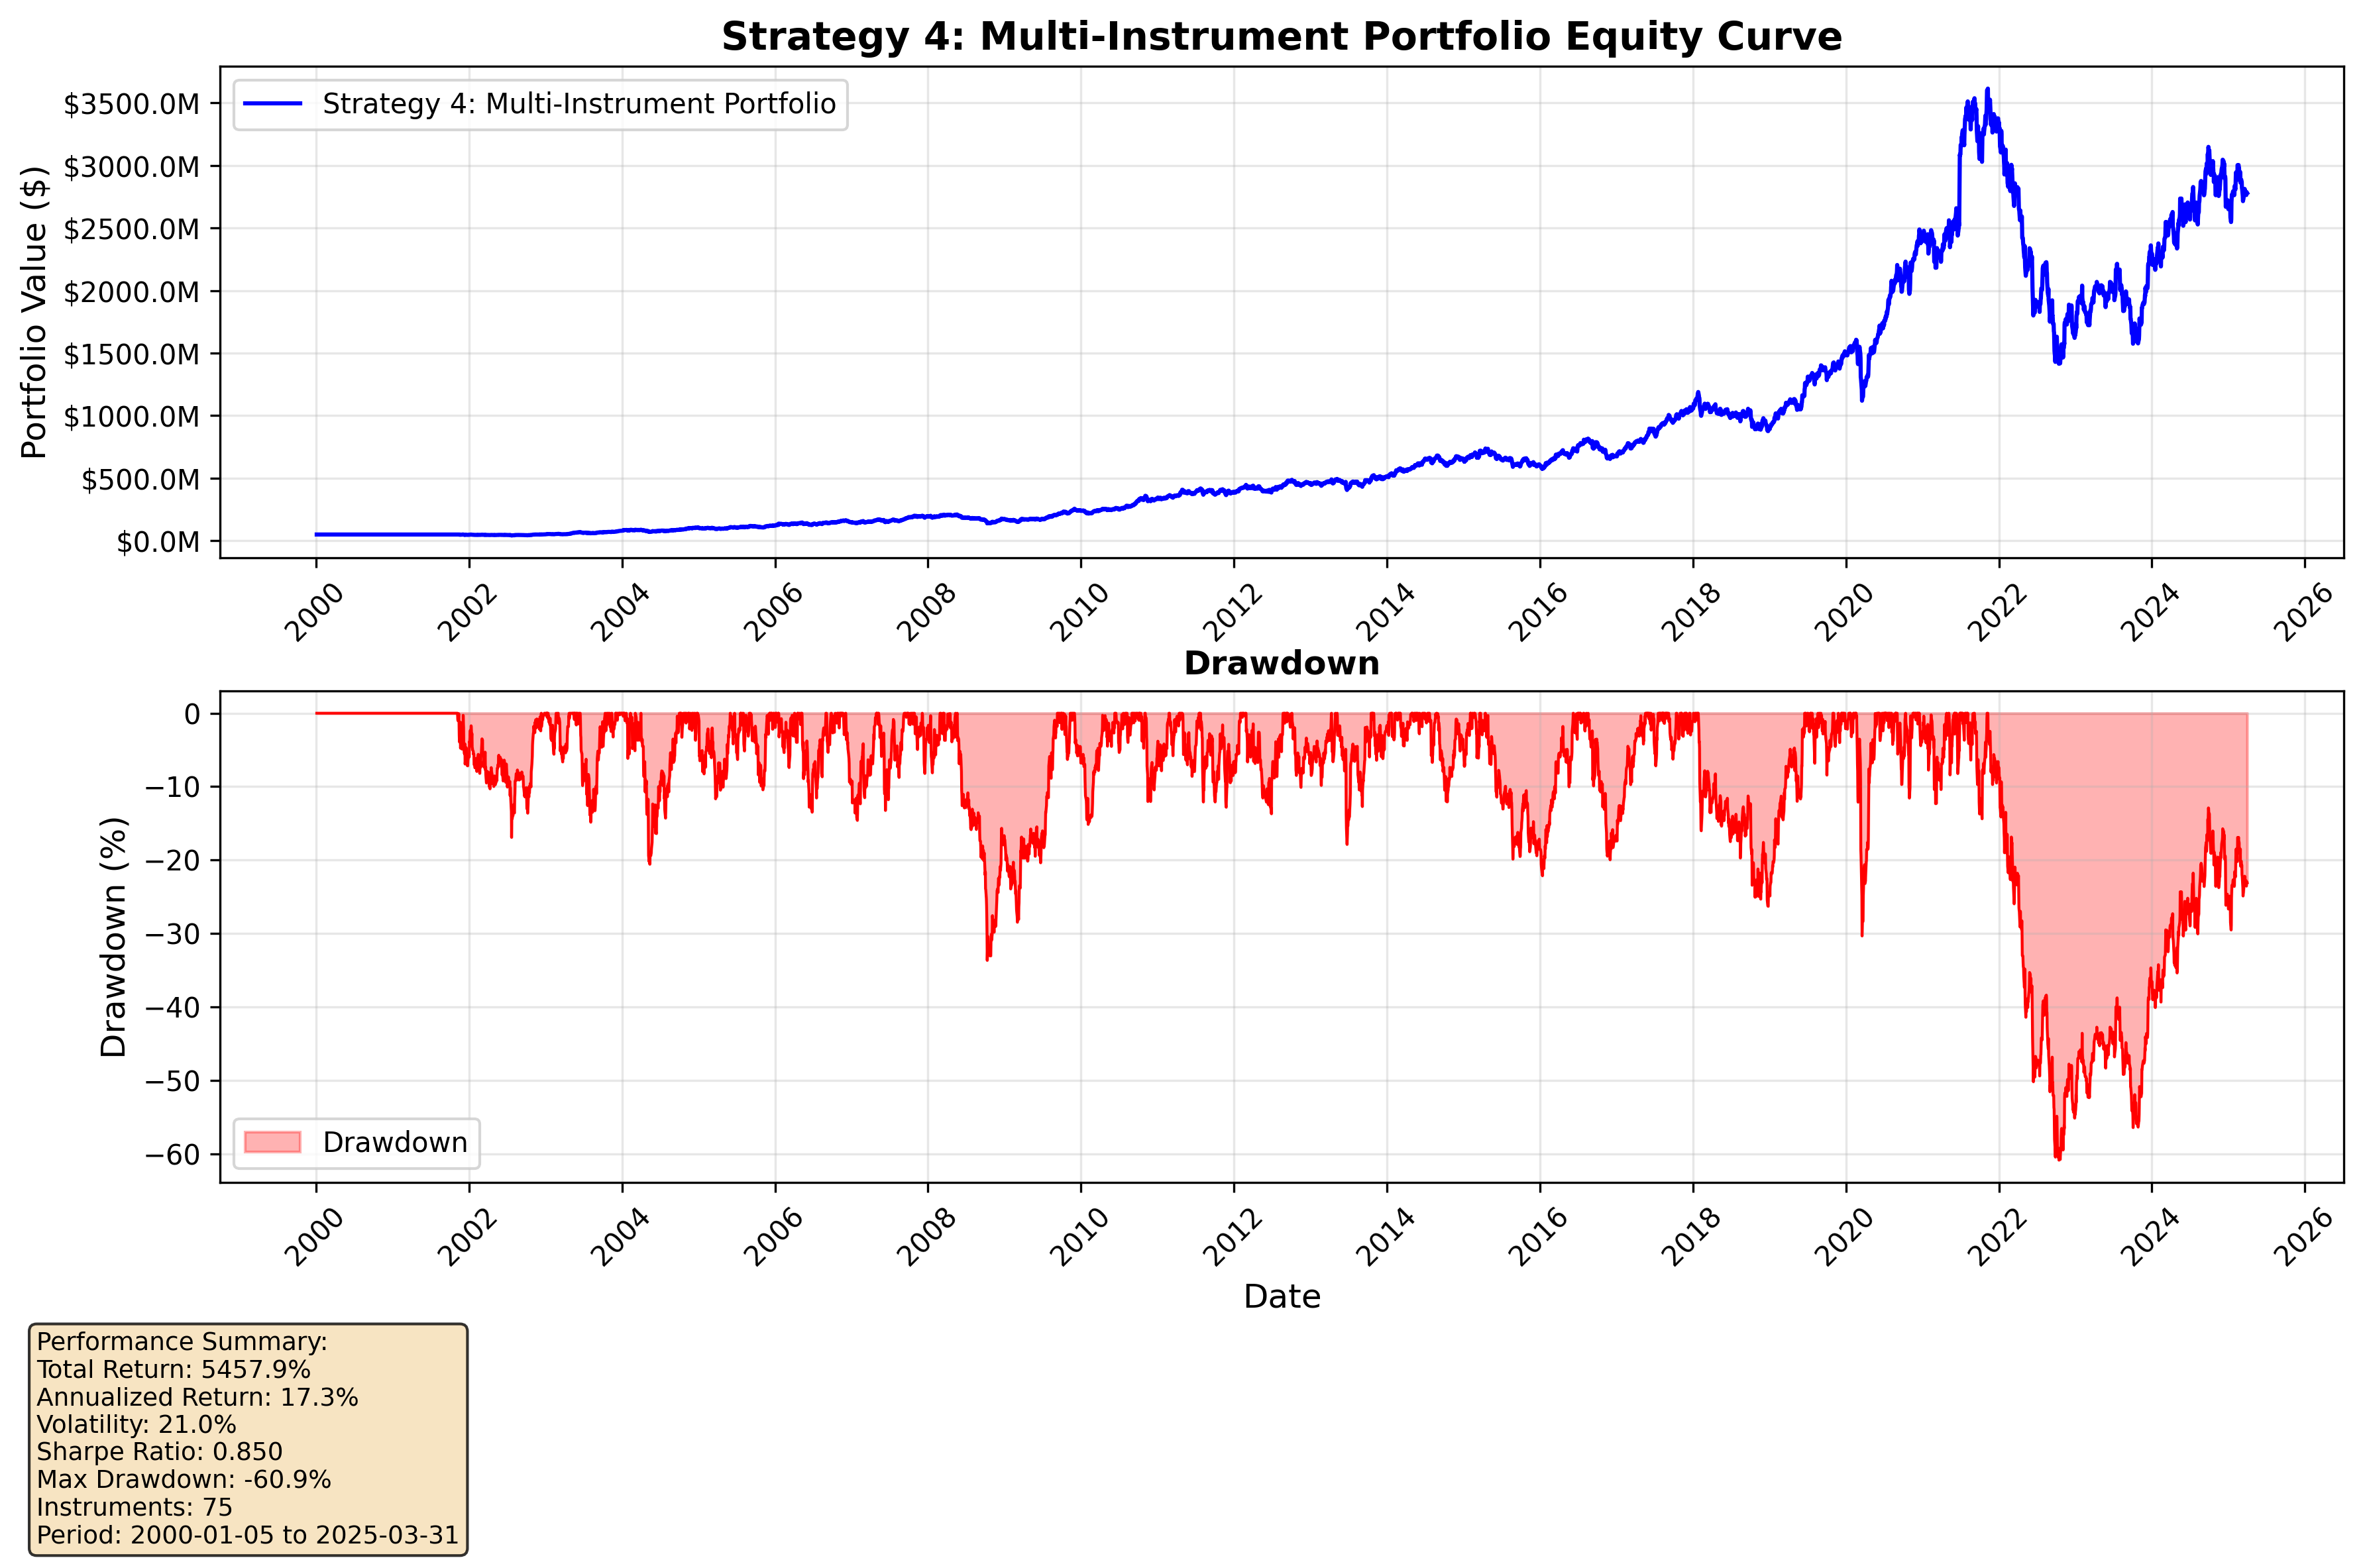 Strategy 4: Multi-Instrument Portfolio Equity Curve
Strategy 4: Multi-Instrument Portfolio
Portfolio Value ($)
$3500.0M
$3000.0M
$2500.0M
$2000.0M
$1500.0M
$1000.0M
$500.0M
$0.0M
2000 2002 2004 2006 2008 2010 2012 2014 2016 2018 2020 2022 2024 2026
Drawdown
Drawdown (%)
0
−10
−20
−30
−40
−50
−60
Drawdown
2000 2002 2004 2006 2008 2010 2012 2014 2016 2018 2020 2022 2024 2026
Date
Performance Summary:
Total Return: 5457.9%
Annualized Return: 17.3%
Volatility: 21.0%
Sharpe Ratio: 0.850
Max Drawdown: -60.9%
Instruments: 75
Period: 2000-01-05 to 2025-03-31